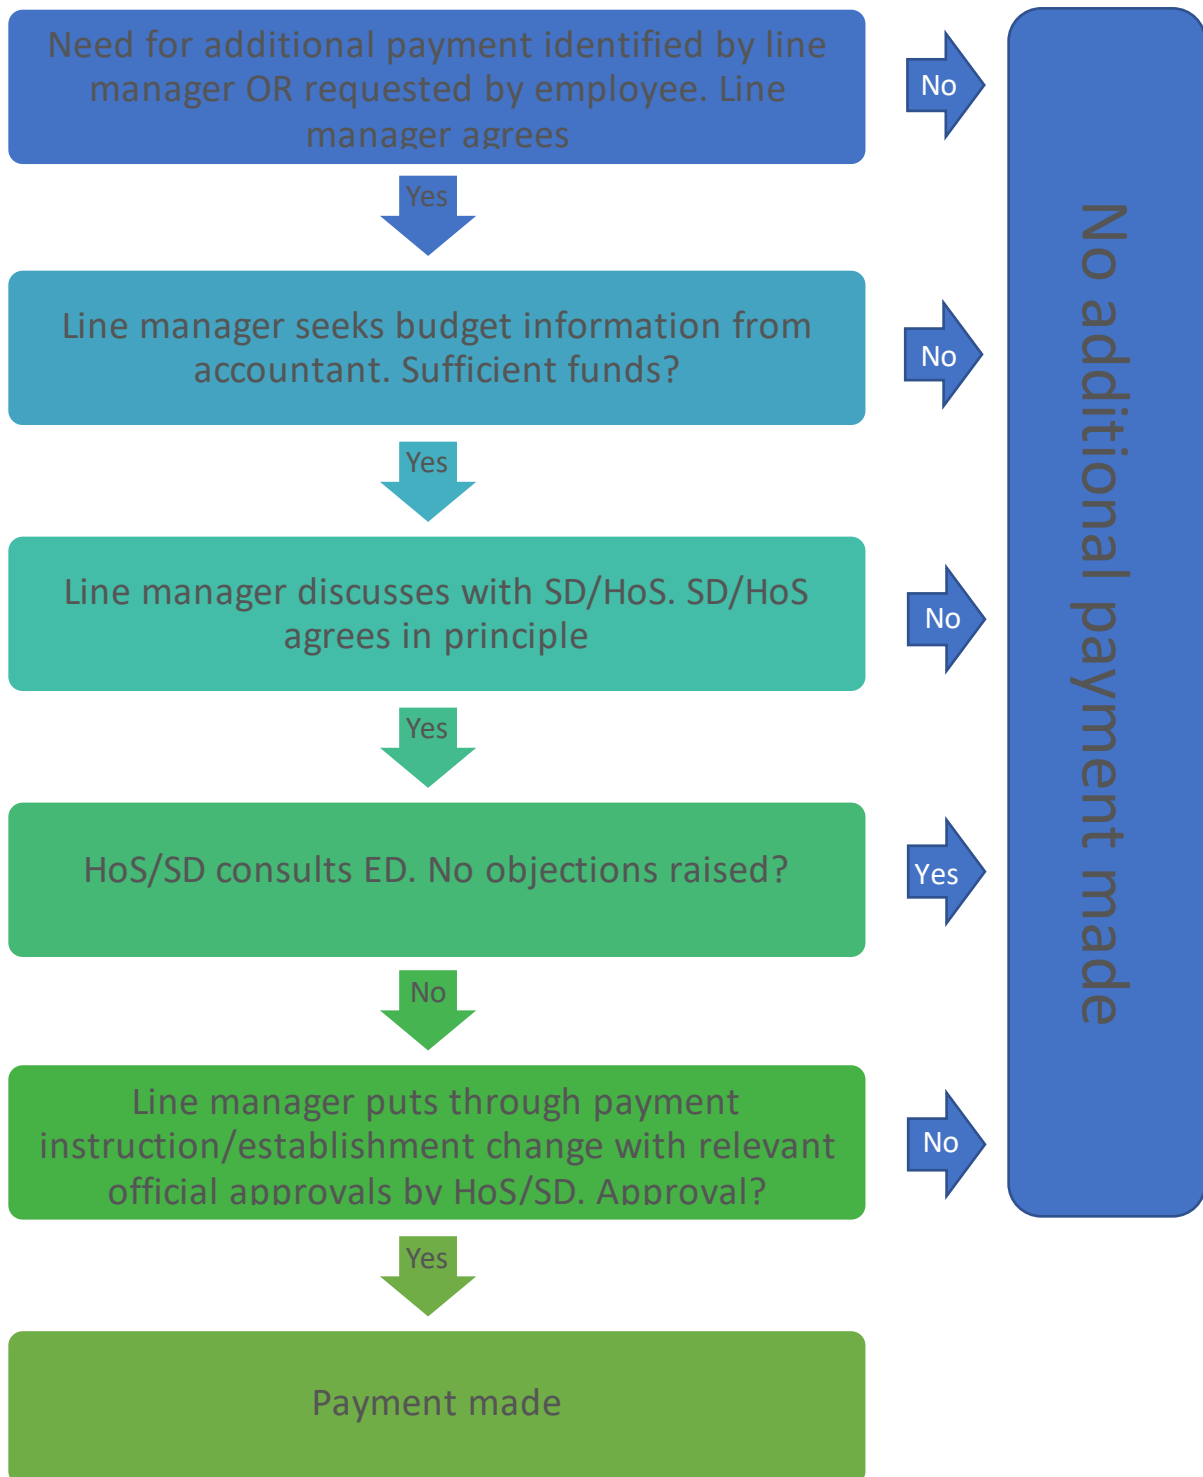 Need for additional payment identified by line
manager OR requested by employee. Line
manager agrees
No
Yes
Line manager seeks budget information from
accountant. Sufficient funds?
No
Yes
Line manager discusses with SD/HoS. SD/HoS
agrees in principle
No
Yes
HoS/SD consults ED. No objections raised?
Yes
No
Line manager puts through payment
instruction/establishment change with relevant
official approvals by HoS/SD. Approval?
No
Yes
Payment made
No additional payment made